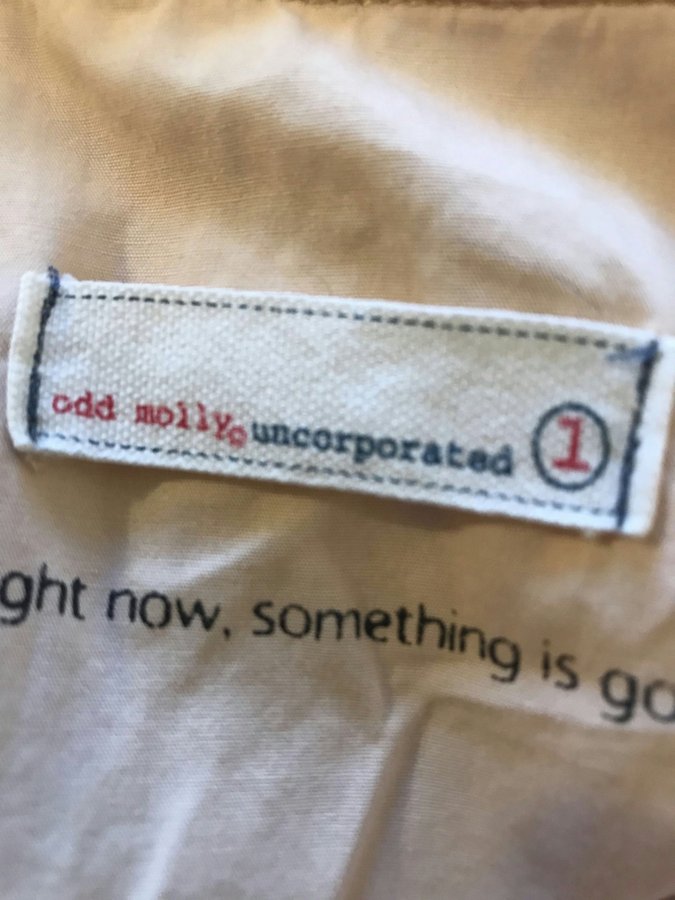 odd molly© uncorporated 1
ght now, something is go